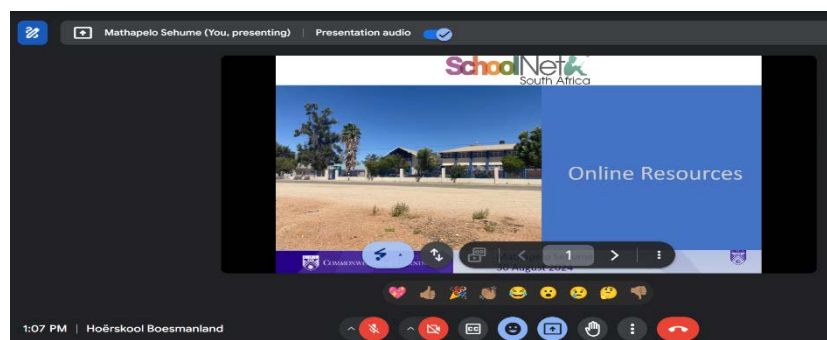 Mathapelo Sehume (You, presenting) | Presentation audio
SchoolNet
South Africa
Online Resources
1
30 August 2024
1:07 PM | Hoërskool Boesmanland
CC